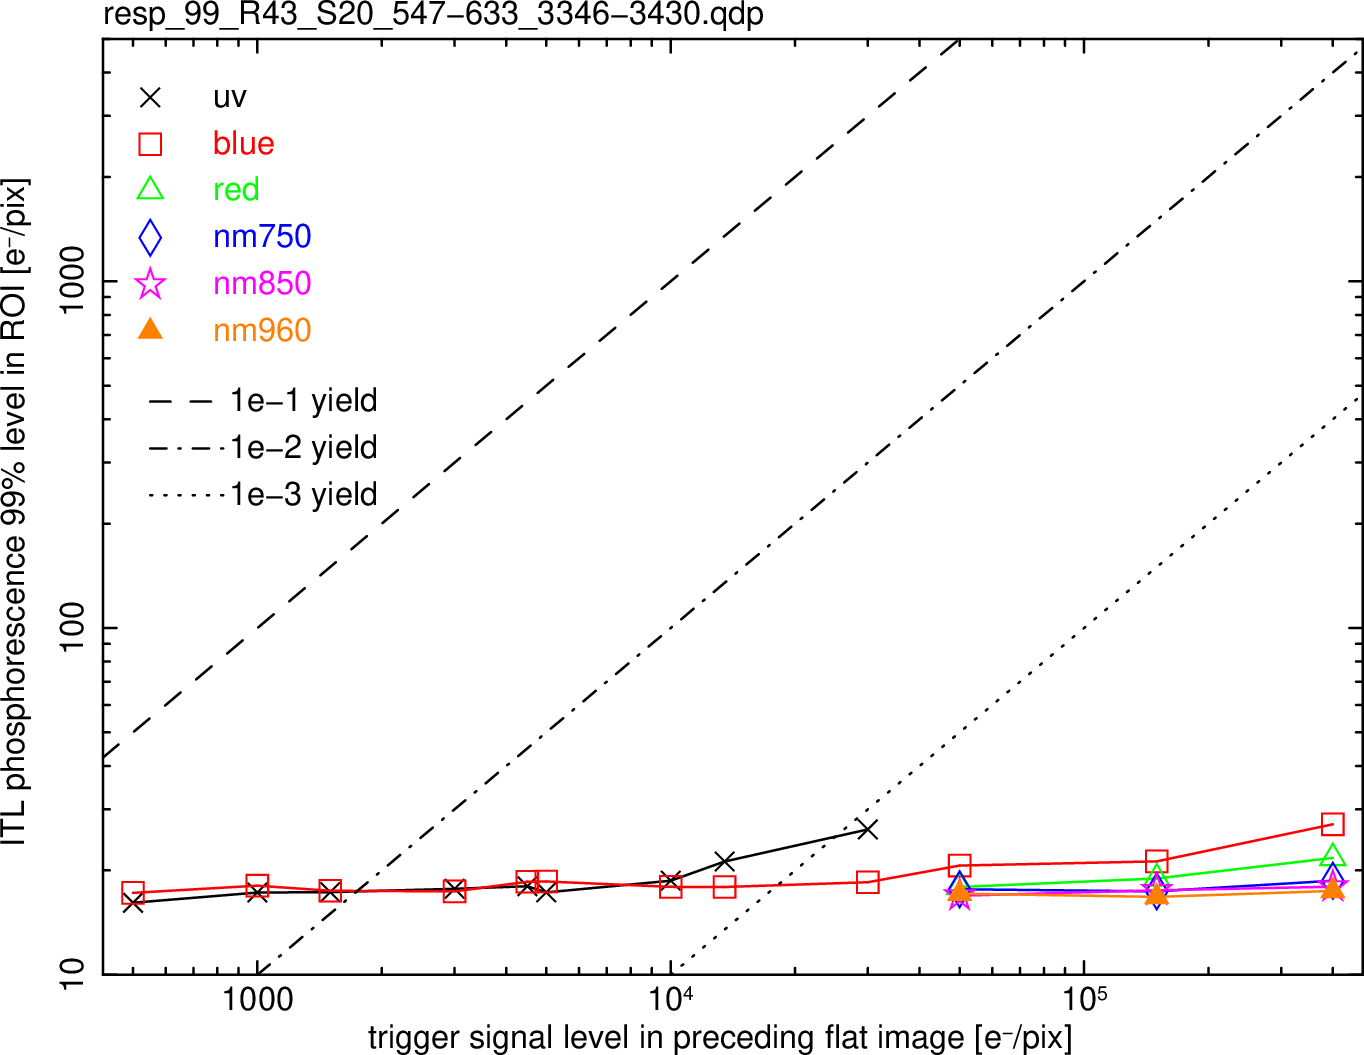 resp_99_R43_S20_547−633_3346−3430.qdp
uv
blue
red
nm750
nm850
nm960
1e−1 yield
1e−2 yield
1e−3 yield
ITL phosphorescence 99% level in ROI [e⁻/pix]
1000
100
10
1000
10⁴
10⁵
trigger signal level in preceding flat image [e⁻/pix]